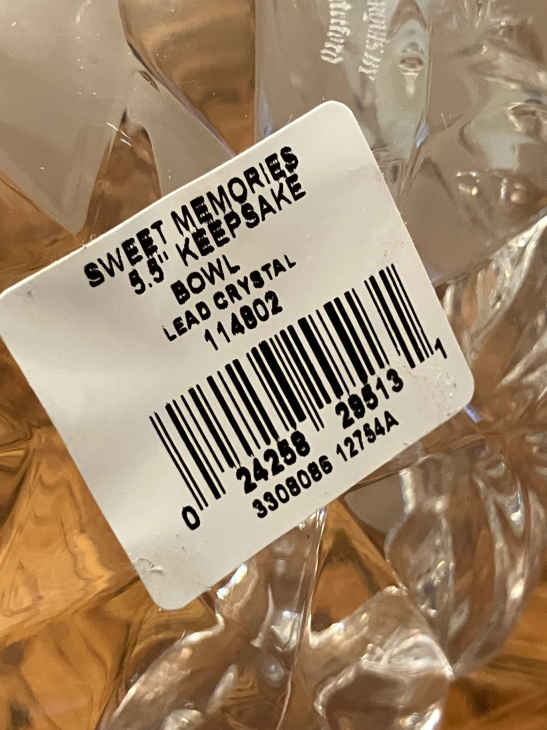 SWEET MEMORIES
5.5" KEEPSAKE
BOWL
LEAD CRYSTAL
114802
0 24258 29513 1
3308086 12754A